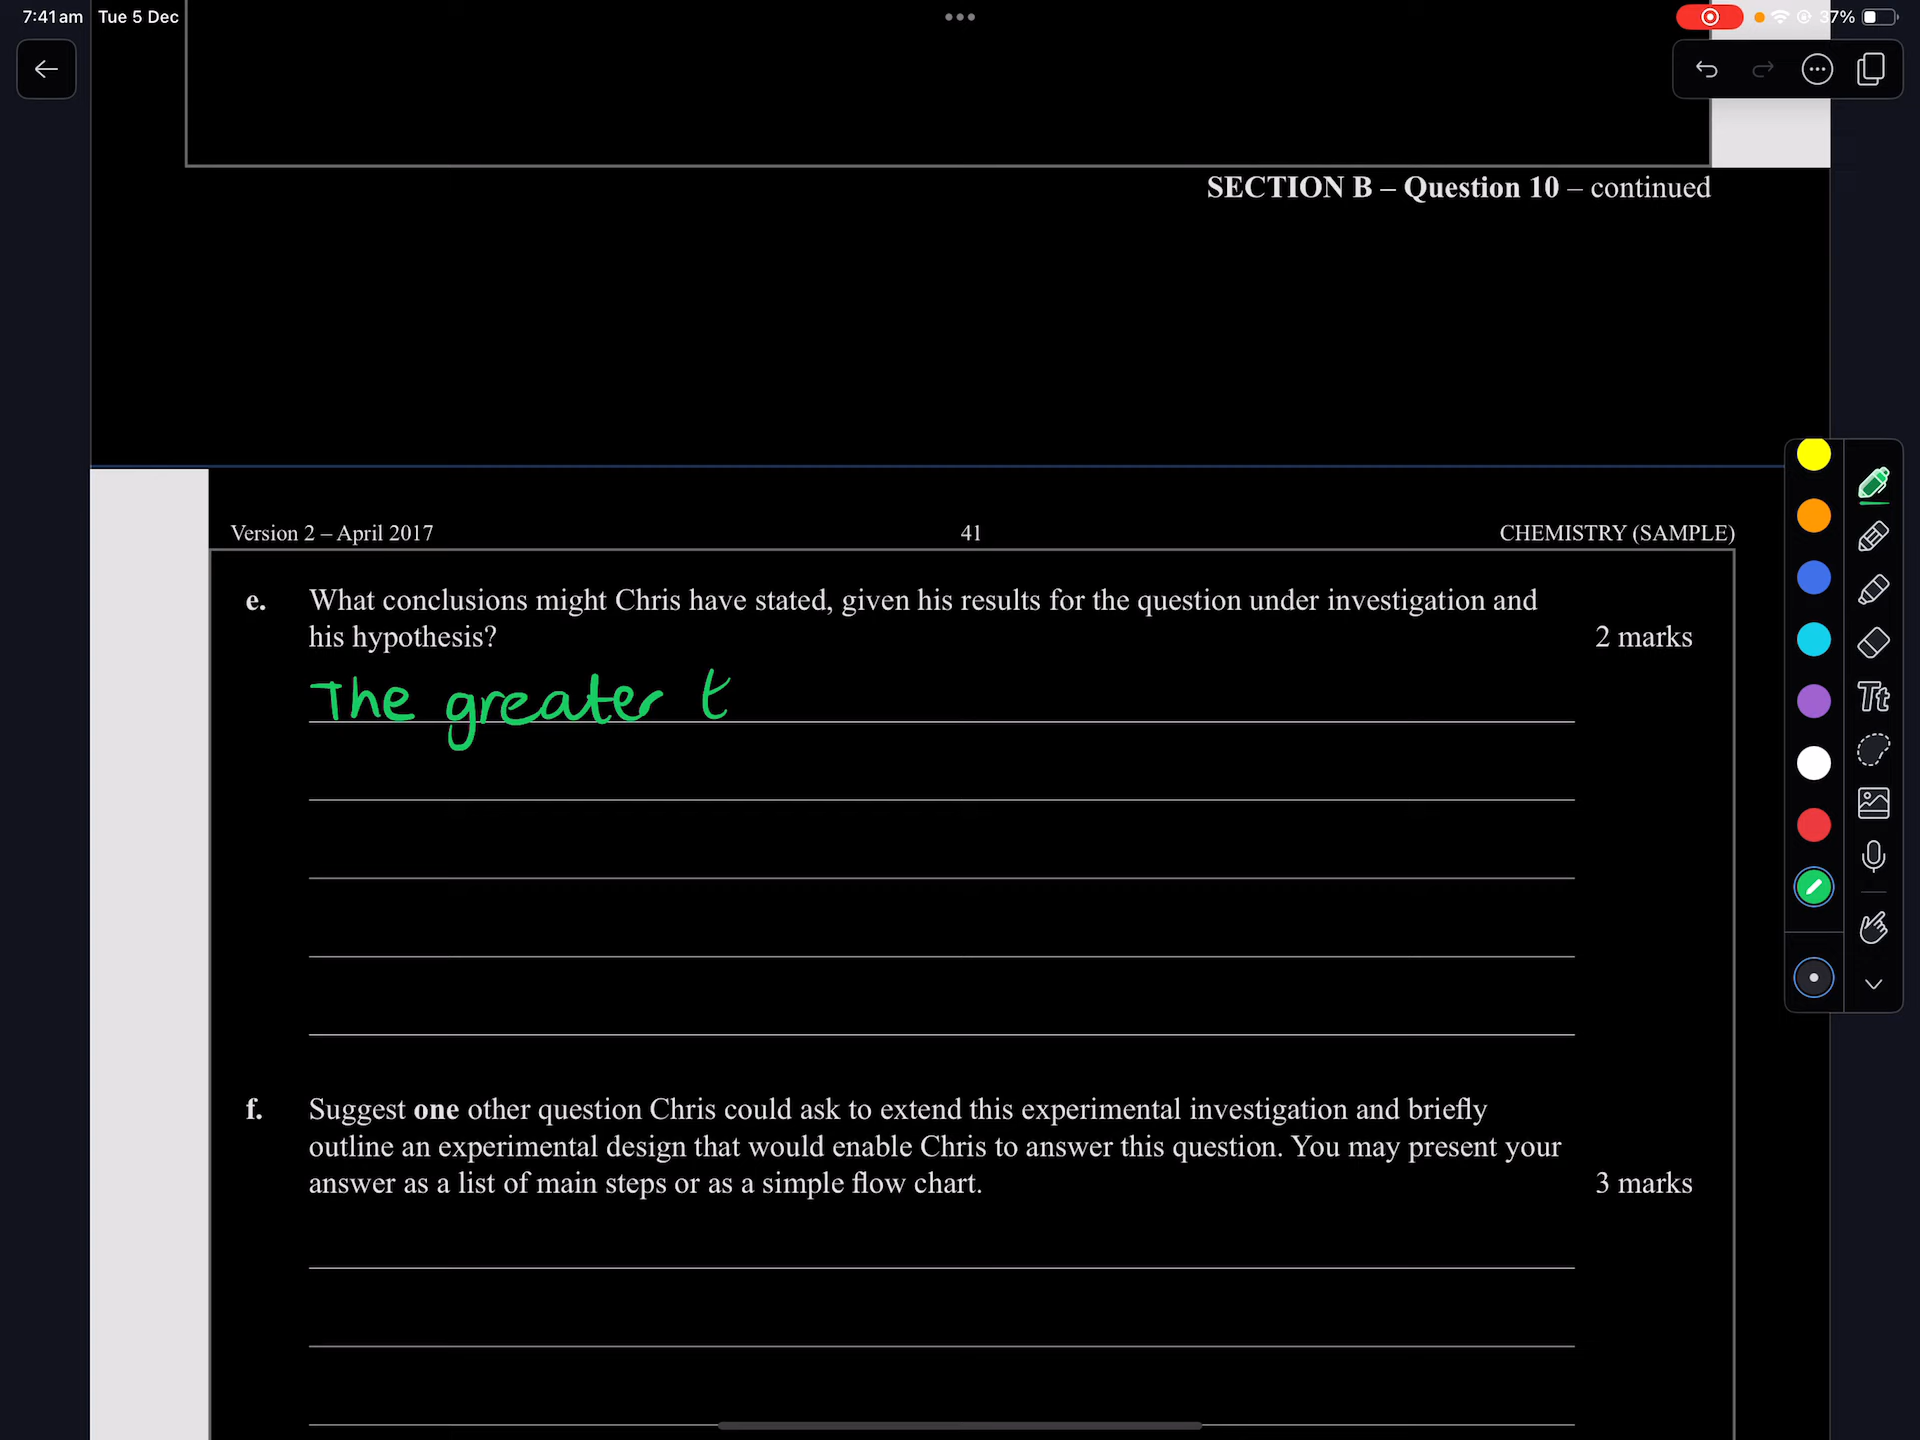 7:41 am Tue 5 Dec
37%
SECTION B – Question 10 – continued
Version 2 – April 2017 41 CHEMISTRY (SAMPLE)
e. What conclusions might Chris have stated, given his results for the question under investigation and
his hypothesis? 2 marks
The greater t
f. Suggest one other question Chris could ask to extend this experimental investigation and briefly
outline an experimental design that would enable Chris to answer this question. You may present your
answer as a list of main steps or as a simple flow chart. 3 marks
Tt